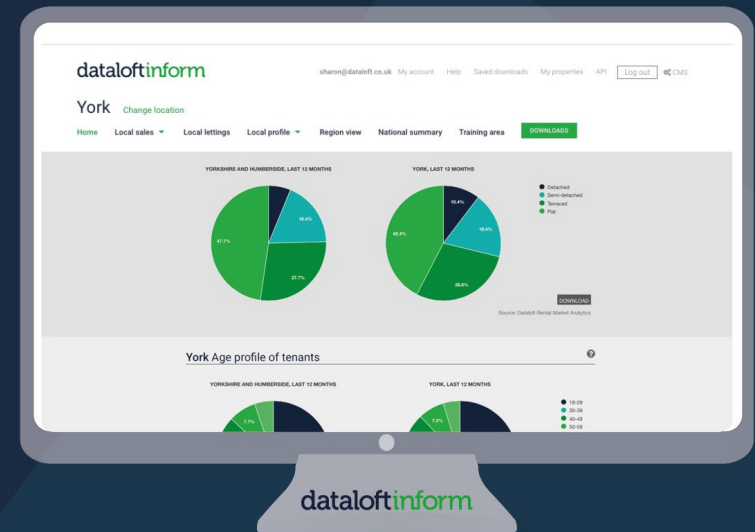 dataloftinform
sharon@dataloft.co.uk My account Help Saved downloads My properties API Log out CMS
York Change location
Home Local sales Local lettings Local profile Region view National summary Training area DOWNLOADS
YORKSHIRE AND HUMBERSIDE, LAST 12 MONTHS
YORK, LAST 12 MONTHS
Detached
Semi-detached
Terraced
Flat
18.4%
27.7%
47.7%
10.4%
18.4%
28.8%
42.4%
DOWNLOAD
Source: Dataloft Rental Market Analytics
York Age profile of tenants
?
YORKSHIRE AND HUMBERSIDE, LAST 12 MONTHS
YORK, LAST 12 MONTHS
18-29
30-39
40-49
50-59
7.7%
7.3%
dataloftinform